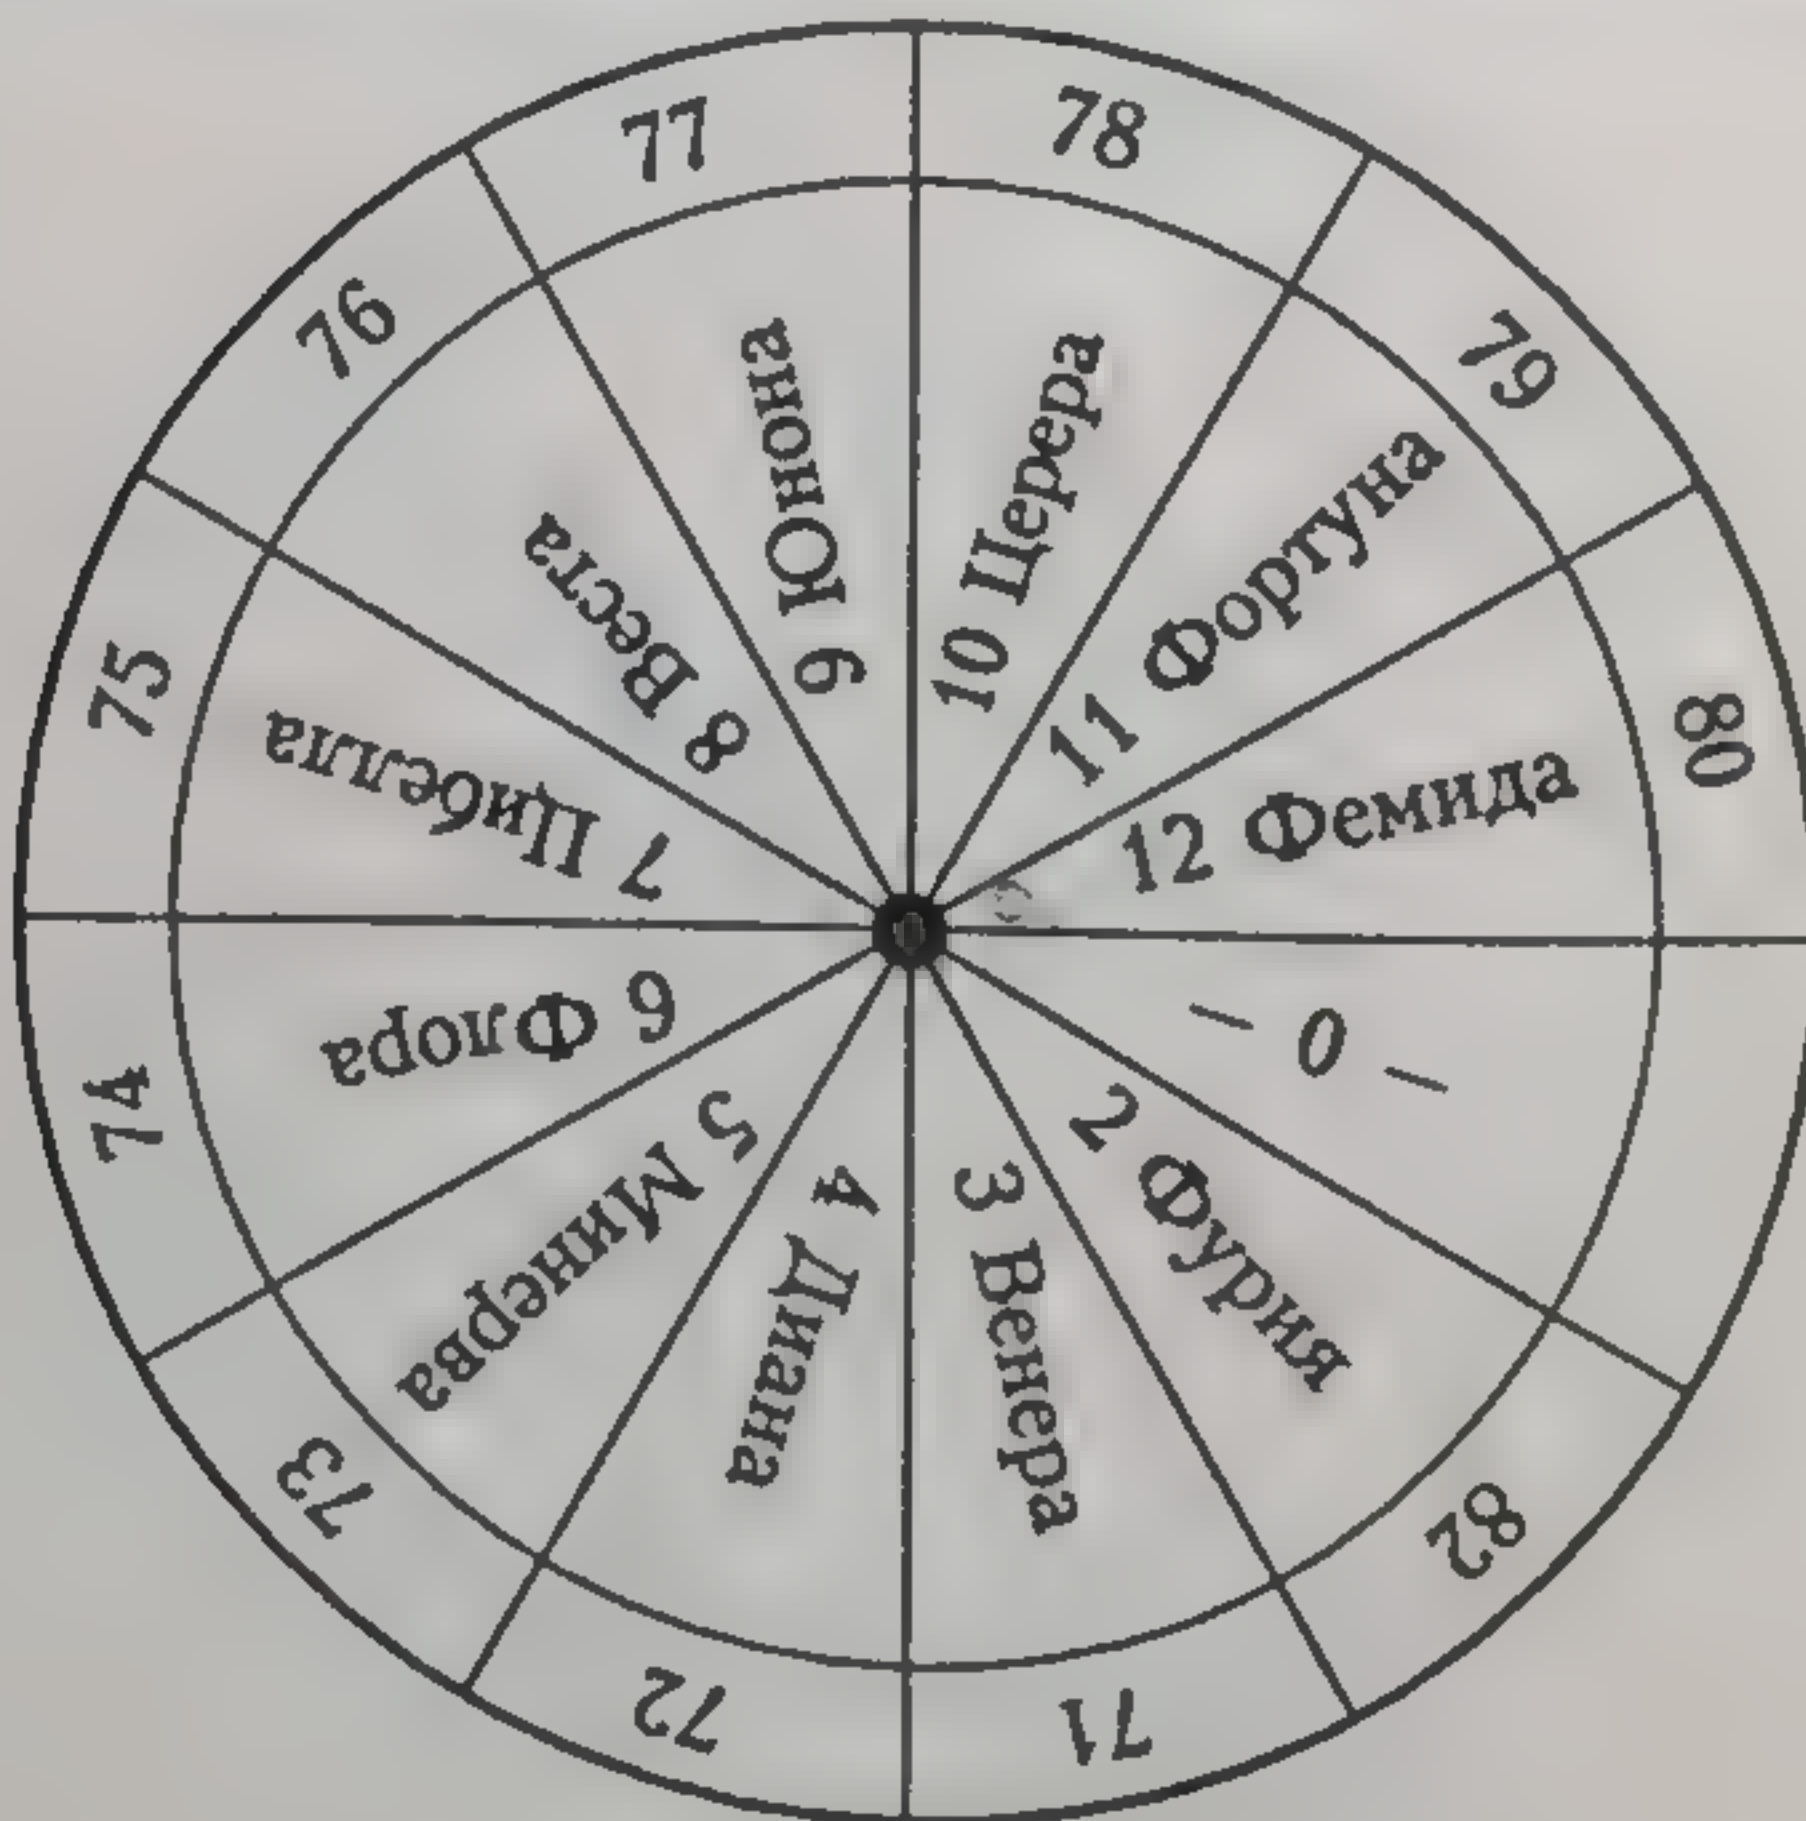 77
78
79
80
82
71
72
73
74
75
76
– 0 –
2 Фурия
3 Венера
4 Диана
5 Минерва
6 Флора
7 Цибелла
8 Веста
9 Юнона
10 Церера
11 Фортуна
12 Фемида